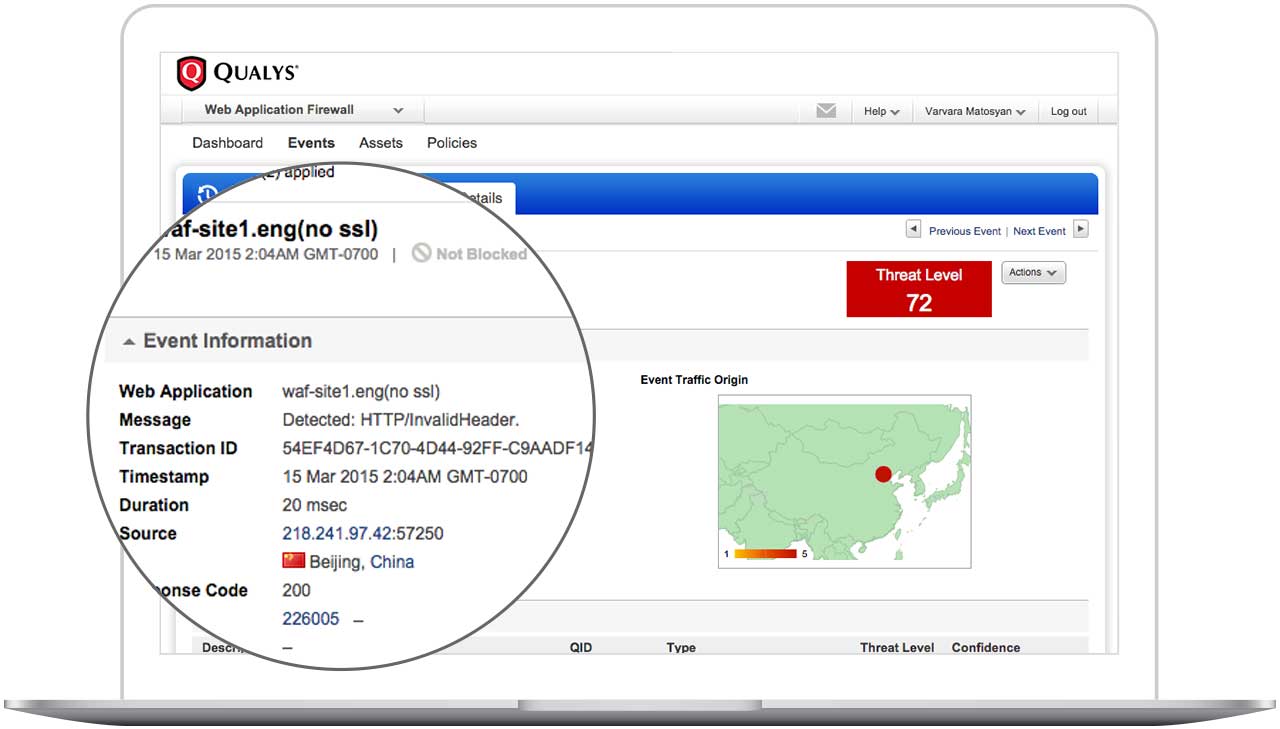 QUALYS®
Web Application Firewall
Help
Varvara Matosyan
Log out
Dashboard Events Assets Policies
(2) applied
etails
waf-site1.eng(no ssl)
15 Mar 2015 2:04AM GMT-0700 | Not Blocked
Previous Event | Next Event
Threat Level
72
Actions
Event Information
Web Application waf-site1.eng(no ssl)
Message Detected: HTTP/InvalidHeader.
Transaction ID 54EF4D67-1C70-4D44-92FF-C9AADF14
Timestamp 15 Mar 2015 2:04AM GMT-0700
Duration 20 msec
Source 218.241.97.42:57250
Beijing, China
ponse Code 200
226005 –
–
Event Traffic Origin
1 5
Descri QID Type Threat Level Confidence